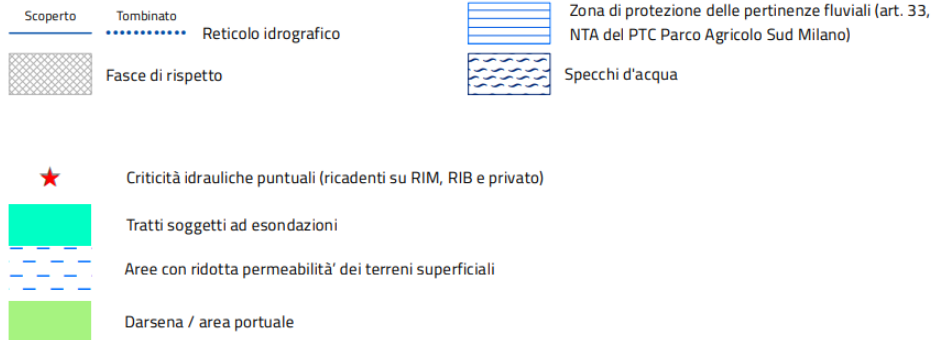 Scoperto Tombinato
Reticolo idrografico
Fasce di rispetto
Zona di protezione delle pertinenze fluviali (art. 33,
NTA del PTC Parco Agricolo Sud Milano)
Specchi d'acqua
Criticità idrauliche puntuali (ricadenti su RIM, RIB e privato)
Tratti soggetti ad esondazioni
Aree con ridotta permeabilità' dei terreni superficiali
Darsena / area portuale